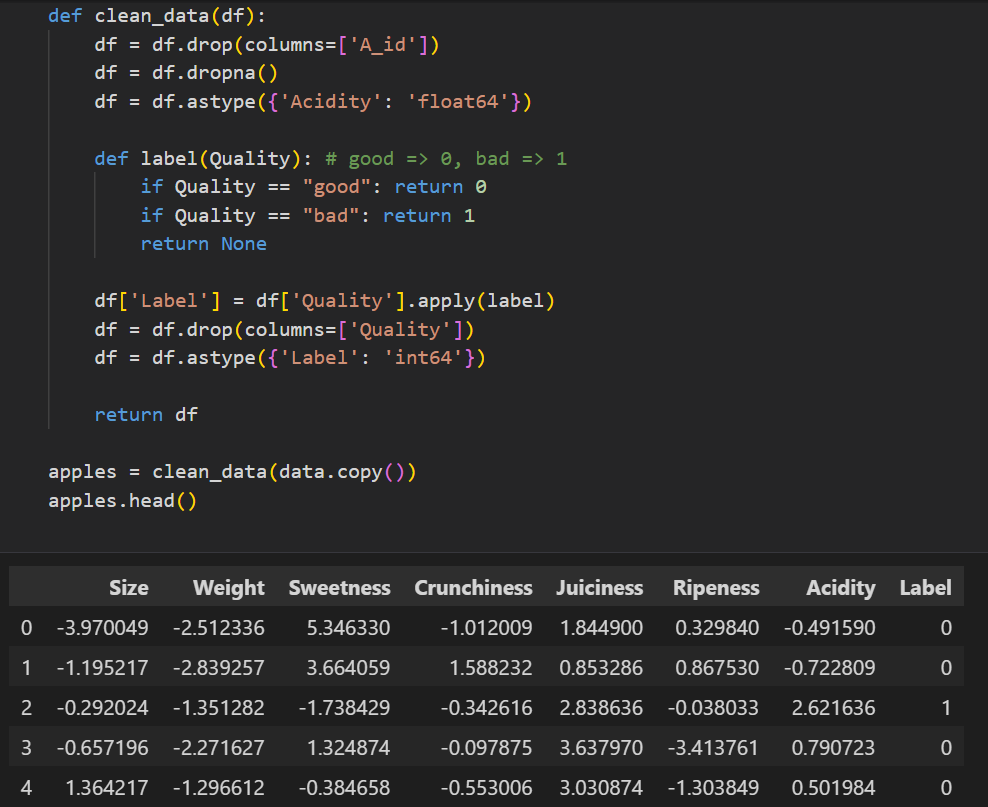 def clean_data(df):
    df = df.drop(columns=['A_id'])
    df = df.dropna()
    df = df.astype({'Acidity': 'float64'})

    def label(Quality): # good => 0, bad => 1
        if Quality == "good": return 0
        if Quality == "bad": return 1
        return None

    df['Label'] = df['Quality'].apply(label)
    df = df.drop(columns=['Quality'])
    df = df.astype({'Label': 'int64'})

    return df

apples = clean_data(data.copy())
apples.head()

Size Weight Sweetness Crunchiness Juiciness Ripeness Acidity Label
0 -3.970049 -2.512336 5.346330 -1.012009 1.844900 0.329840 -0.491590 0
1 -1.195217 -2.839257 3.664059 1.588232 0.853286 0.867530 -0.722809 0
2 -0.292024 -1.351282 -1.738429 -0.342616 2.838636 -0.038033 2.621636 1
3 -0.657196 -2.271627 1.324874 -0.097875 3.637970 -3.413761 0.790723 0
4 1.364217 -1.296612 -0.384658 -0.553006 3.030874 -1.303849 0.501984 0